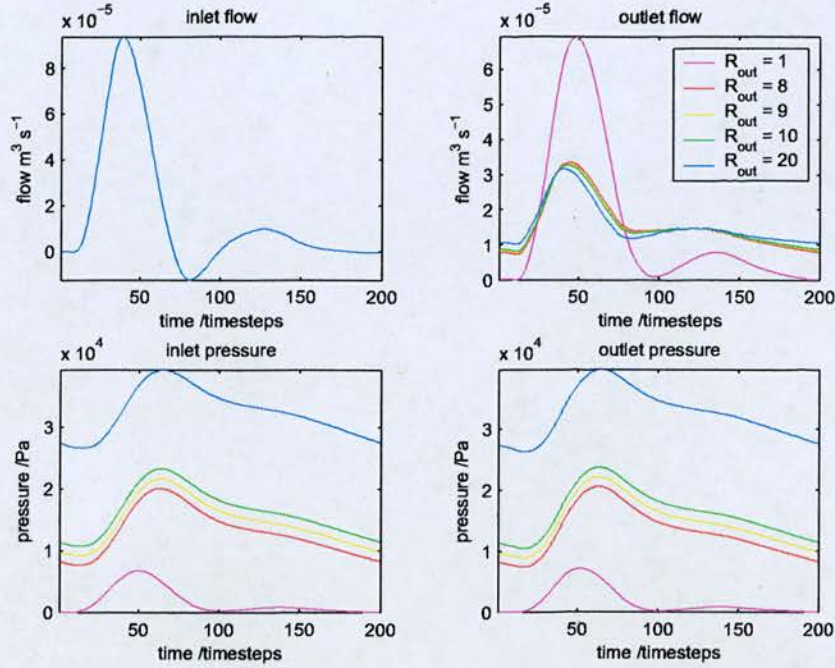 x 10⁻⁵
inlet flow
8
6
4
2
0
flow m³ s⁻¹
50
100
150
200
time /timesteps
x 10⁻⁵
outlet flow
6
5
4
3
2
1
0
flow m³ s⁻¹
R_out = 1
R_out = 8
R_out = 9
R_out = 10
R_out = 20
50
100
150
200
time /timesteps
x 10⁴
inlet pressure
3
2
1
0
pressure /Pa
50
100
150
200
time /timesteps
x 10⁴
outlet pressure
3
2
1
0
pressure /Pa
50
100
150
200
time /timesteps